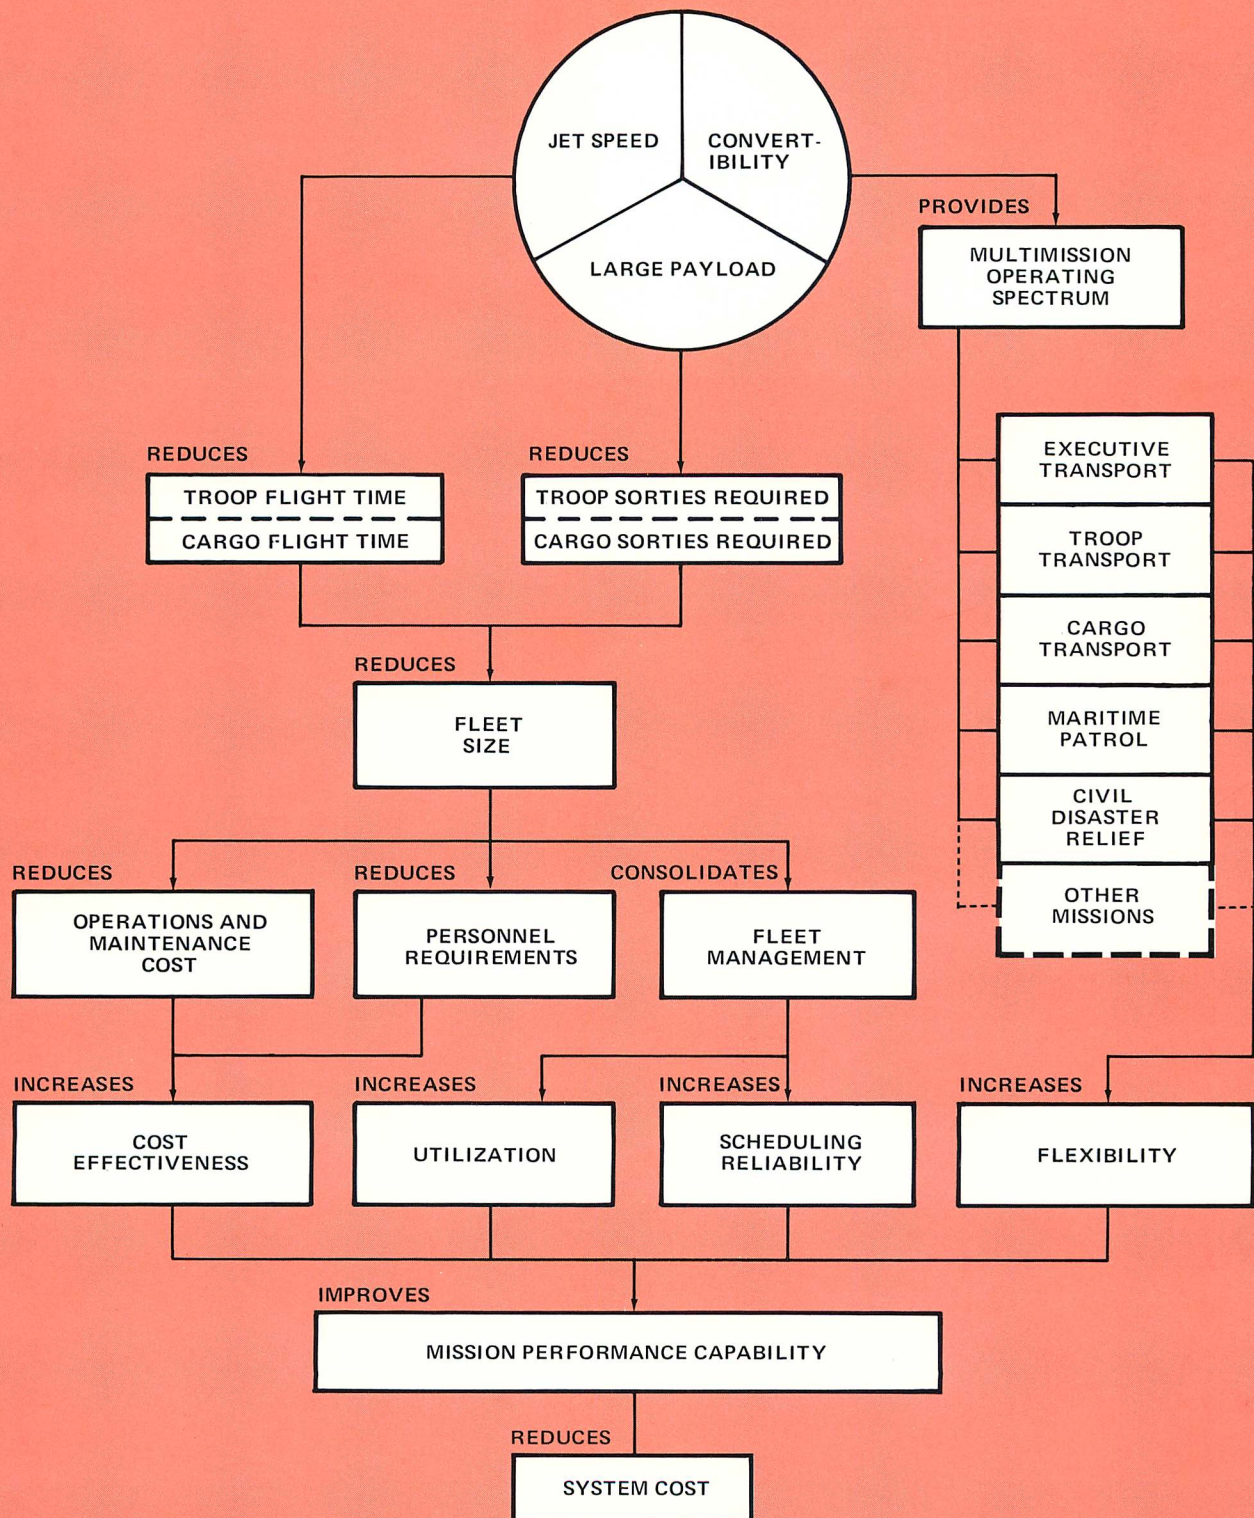 JET SPEED
CONVERT-
IBILITY
LARGE PAYLOAD
PROVIDES
MULTIMISSION
OPERATING
SPECTRUM
EXECUTIVE
TRANSPORT
TROOP
TRANSPORT
CARGO
TRANSPORT
MARITIME
PATROL
CIVIL
DISASTER
RELIEF
OTHER
MISSIONS
REDUCES
TROOP FLIGHT TIME
CARGO FLIGHT TIME
REDUCES
TROOP SORTIES REQUIRED
CARGO SORTIES REQUIRED
REDUCES
FLEET
SIZE
REDUCES
OPERATIONS AND
MAINTENANCE
COST
REDUCES
PERSONNEL
REQUIREMENTS
CONSOLIDATES
FLEET
MANAGEMENT
INCREASES
COST
EFFECTIVENESS
INCREASES
UTILIZATION
INCREASES
SCHEDULING
RELIABILITY
INCREASES
FLEXIBILITY
IMPROVES
MISSION PERFORMANCE CAPABILITY
REDUCES
SYSTEM COST